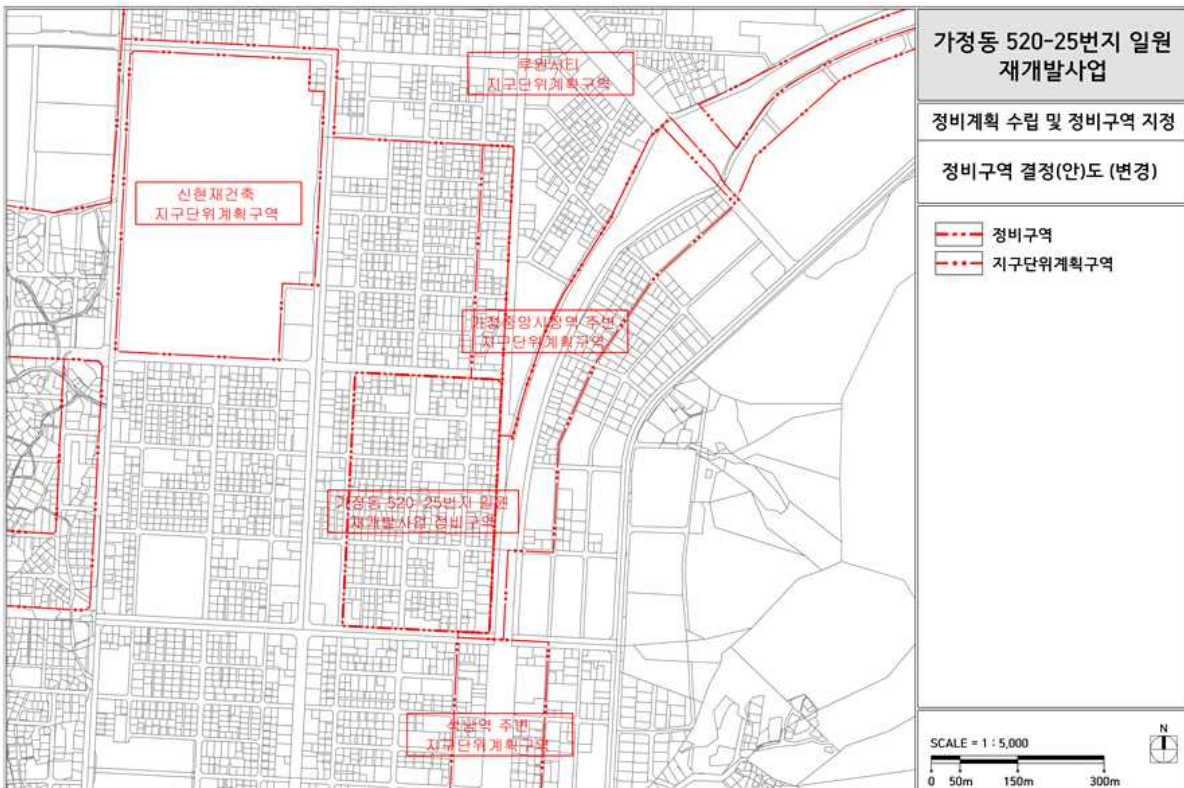 가정동 520-25번지 일원
재개발사업
정비계획 수립 및 정비구역 지정
정비구역 결정(안)도 (변경)
정비구역
지구단위계획구역
루원시티
지구단위계획구역
신현재건축
지구단위계획구역
가정중앙시장역 주변
지구단위계획구역
가정동 520-25번지 일원
재개발사업 정비구역
석남역 주변
지구단위계획구역
SCALE = 1 : 5,000
0 50m 150m 300m
N